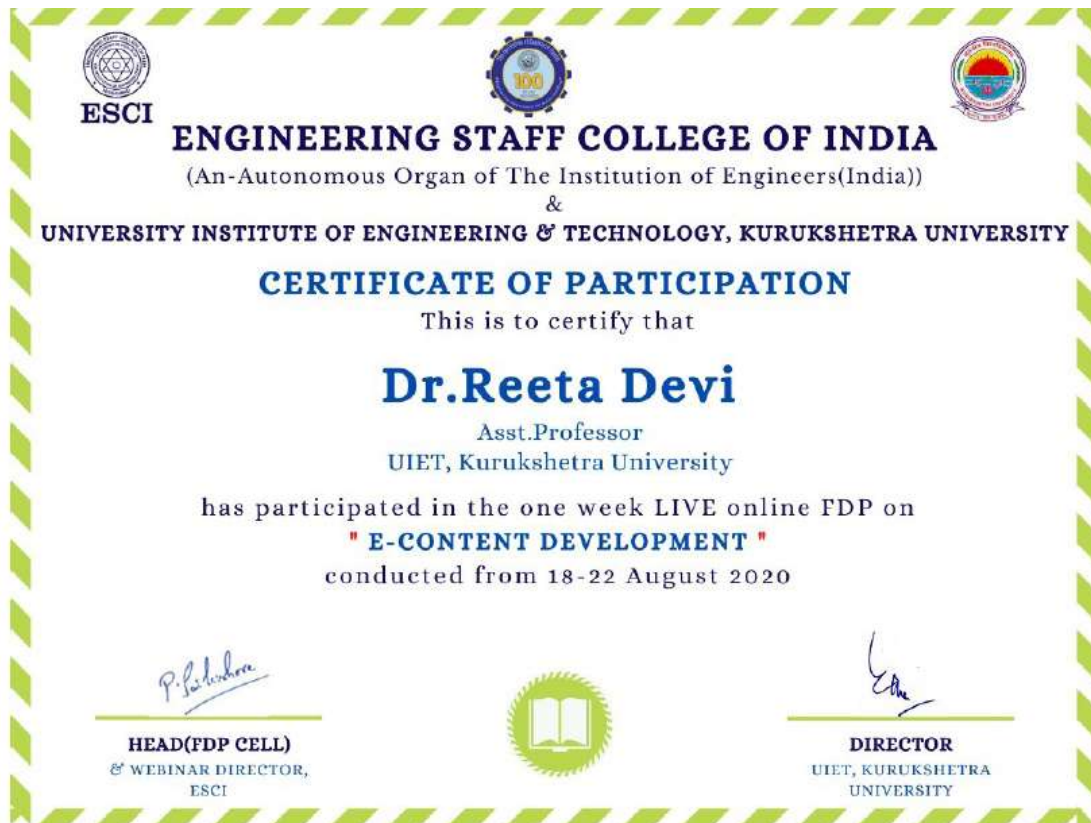 ESCI
100
ENGINEERING STAFF COLLEGE OF INDIA
(An-Autonomous Organ of The Institution of Engineers(India))
&
UNIVERSITY INSTITUTE OF ENGINEERING & TECHNOLOGY, KURUKSHETRA UNIVERSITY
CERTIFICATE OF PARTICIPATION
This is to certify that
Dr.Reeta Devi
Asst.Professor
UIET, Kurukshetra University
has participated in the one week LIVE online FDP on
" E-CONTENT DEVELOPMENT "
conducted from 18-22 August 2020
HEAD(FDP CELL)
& WEBINAR DIRECTOR,
ESCI
DIRECTOR
UIET, KURUKSHETRA
UNIVERSITY